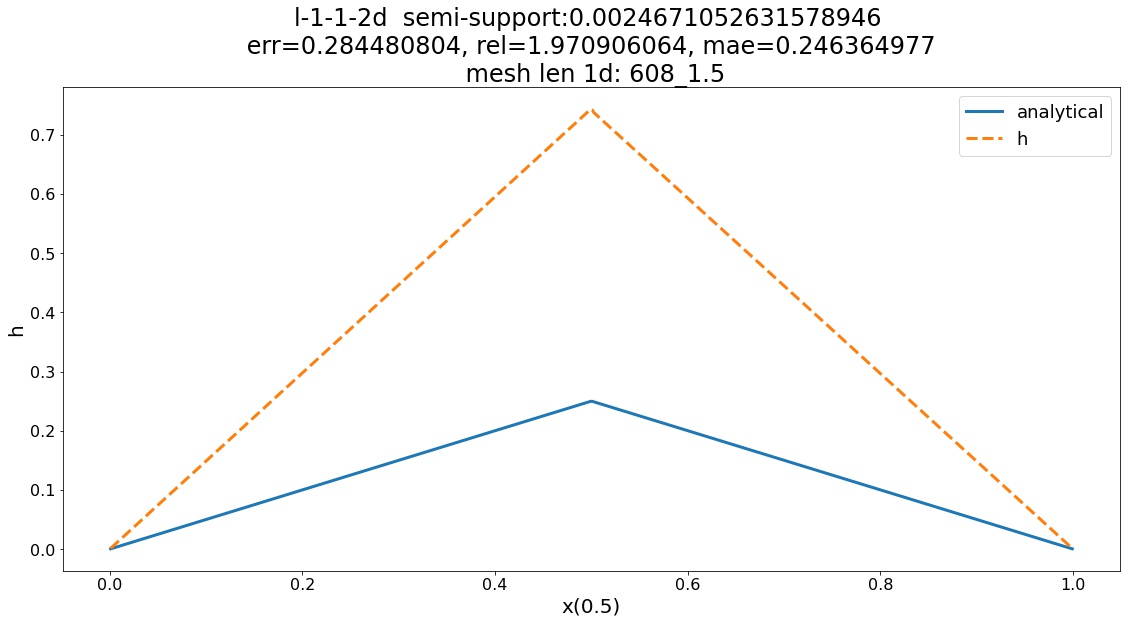 l-1-1-2d  semi-support:0.0024671052631578946
err=0.284480804, rel=1.970906064, mae=0.246364977
mesh len 1d: 608_1.5
analytical
h
0.7
0.6
0.5
0.4
0.3
0.2
0.1
0.0
h
0.0 0.2 0.4 0.6 0.8 1.0
x(0.5)